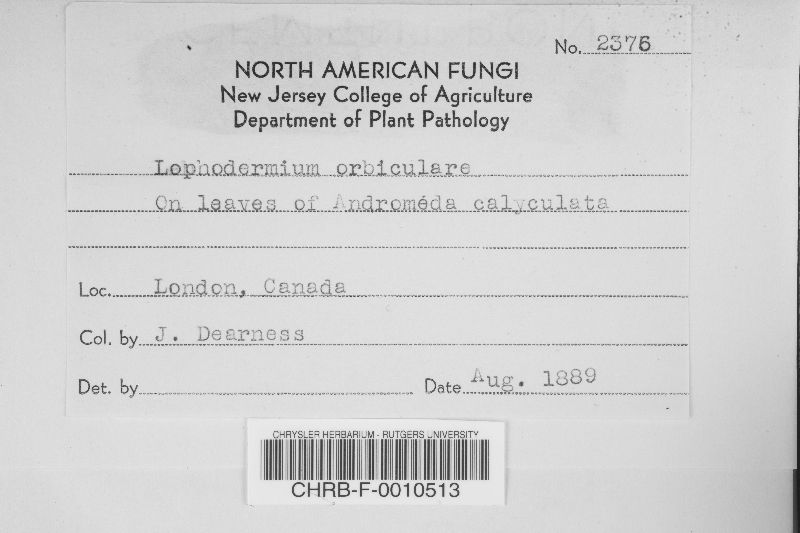 No. 2376
NORTH AMERICAN FUNGI
New Jersey College of Agriculture
Department of Plant Pathology
Lophodermium orbiculare
On leaves of Androméda calyculata
Loc. London, Canada
Col. by J. Dearness
Det. by
Date Aug. 1889
CHRYSLER HERBARIUM - RUTGERS UNIVERSITY
CHRB-F-0010513